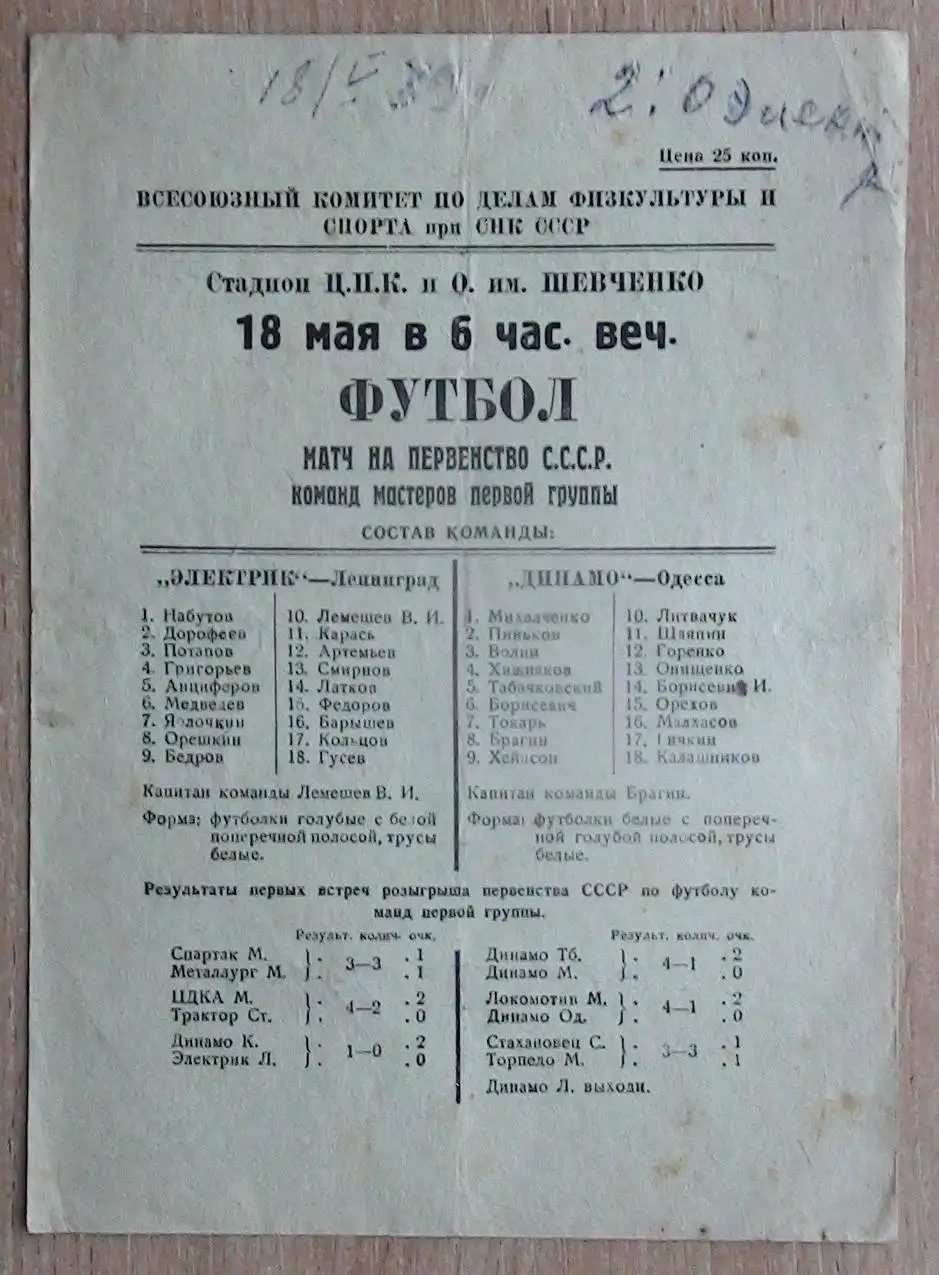 18/V 39
2:0 Элект
Цена 25 коп.
ВСЕСОЮЗНЫЙ КОМИТЕТ ПО ДЕЛАМ ФИЗКУЛЬТУРЫ И
СПОРТА при СНК СССР
Стадион Ц.П.К. и О. им. ШЕВЧЕНКО
18 мая в 6 час. веч.
ФУТБОЛ
МАТЧ НА ПЕРВЕНСТВО С.С.С.Р.
команд мастеров первой группы
СОСТАВ КОМАНДЫ:
„ЭЛЕКТРИК“—Ленинград
1. Набутов
2. Дорофеев
3. Потапов
4. Григорьев
5. Анциферов
6. Медведев
7. Яблочкин
8. Орешкин
9. Бедров
10. Лемешев В. И.
11. Карась
12. Артемьев
13. Смирнов
14. Латков
15. Федоров
16. Барышев
17. Кольцов
18. Гусев
Капитан команды Лемешев В. И.
Форма: футболки голубые с белой
поперечной полосой, трусы
белые.
„ДИНАМО“—Одесса
1. Михалченко
2. Пиньков
3. Волин
4. Хижняков
5. Табачковский
6. Борисевич
7. Токарь
8. Брагин
9. Хейнсон
10. Литвачук
11. Шляпин
12. Горенко
13. Онищенко
14. Борисевич И.
15. Орехов
16. Малхасов
17. Гичкин
18. Калашников
Капитан команды Брагин.
Форма: футболки белые с попереч-
ной голубой полосой, трусы
белые.
Результаты первых встреч розыгрыша первенства СССР по футболу ко-
манд первой группы.
Результ. колич. очк.
Спартак М. } . 3—3 . 1
Металлург М. } . . 1
ЦДКА М. } . 4—2 . 2
Трактор Ст. } . . 0
Динамо К. } . 1—0 . 2
Электрик Л. } . . 0
Результ. колич. очк.
Динамо Тб. } . 4—1 . 2
Динамо М. } . . 0
Локомотив М. } . 4—1 . 2
Динамо Од. } . . 0
Стахановец С. } . 3—3 . 1
Торпедо М. } . . 1
Динамо Л. выходн.